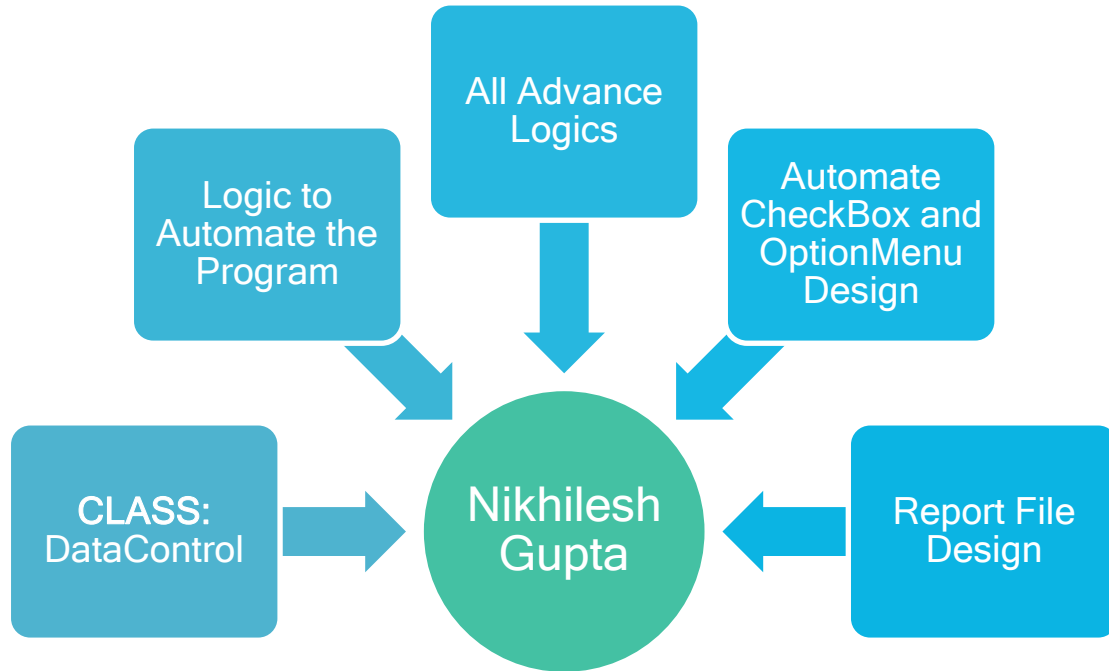 All Advance
Logics
Logic to
Automate the
Program
Automate
CheckBox and
OptionMenu
Design
CLASS:
DataControl
Nikhilesh
Gupta
Report File
Design